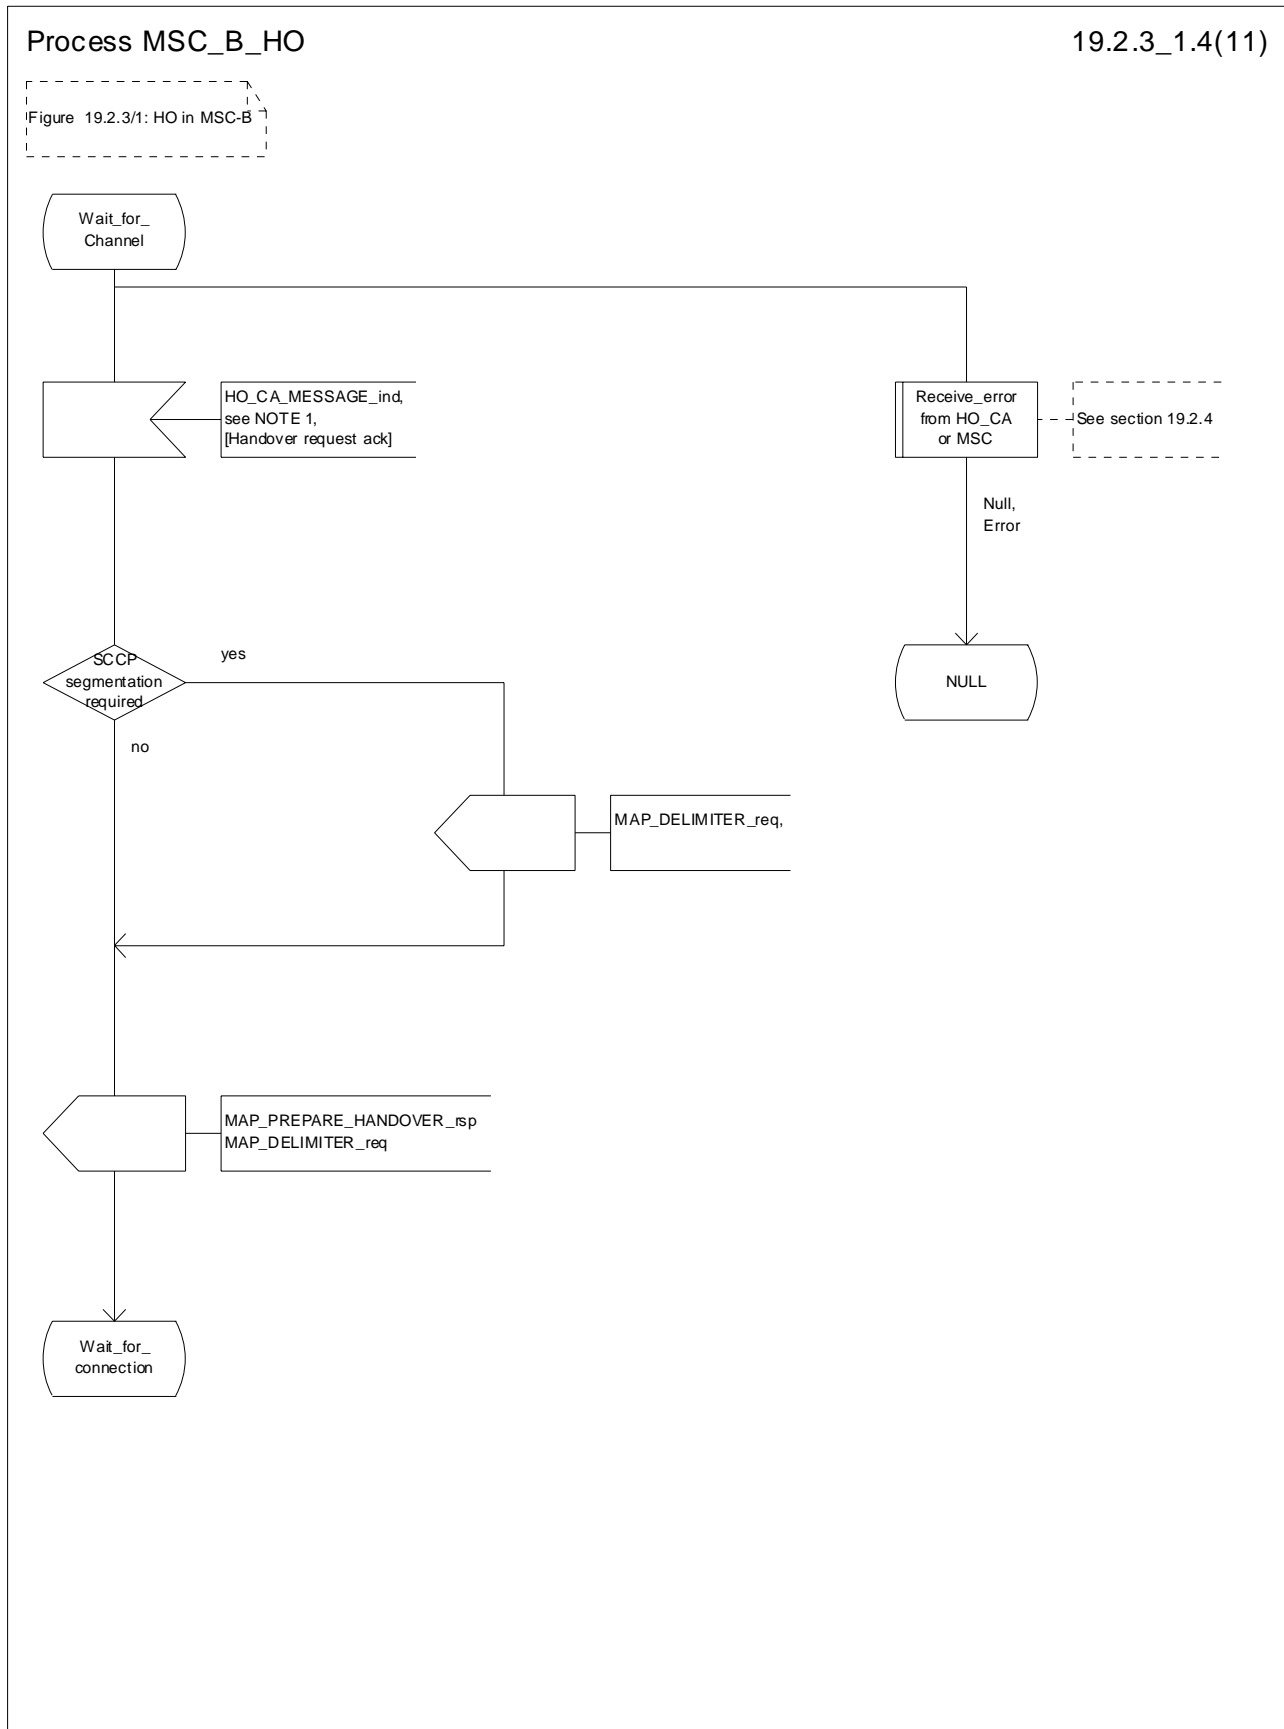 Process MSC_B_HO
19.2.3_1.4(11)
Figure 19.2.3/1: HO in MSC-B
Wait_for_
Channel
HO_CA_MESSAGE_ind,
see NOTE 1,
[Handover request ack]
Receive_error
from HO_CA
or MSC
See section 19.2.4
Null,
Error
SCCP
segmentation
required
yes
NULL
no
MAP_DELIMITER_req,
MAP_PREPARE_HANDOVER_rsp
MAP_DELIMITER_req
Wait_for_
connection